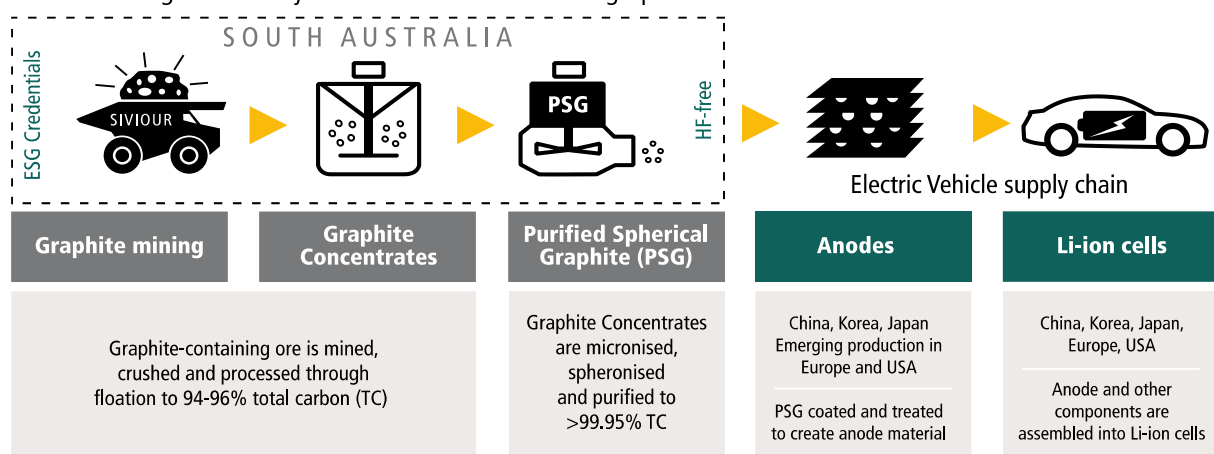 SOUTH AUSTRALIA
ESG Credentials
SIVIOUR
PSG
HF-free
Electric Vehicle supply chain
Graphite mining
Graphite
Concentrates
Purified Spherical
Graphite (PSG)
Anodes
Li-ion cells
Graphite-containing ore is mined,
crushed and processed through
floation to 94-96% total carbon (TC)
Graphite Concentrates
are micronised,
spheronised
and purified to
>99.95% TC
China, Korea, Japan
Emerging production in
Europe and USA
PSG coated and treated
to create anode material
China, Korea, Japan,
Europe, USA
Anode and other
components are
assembled into Li-ion cells